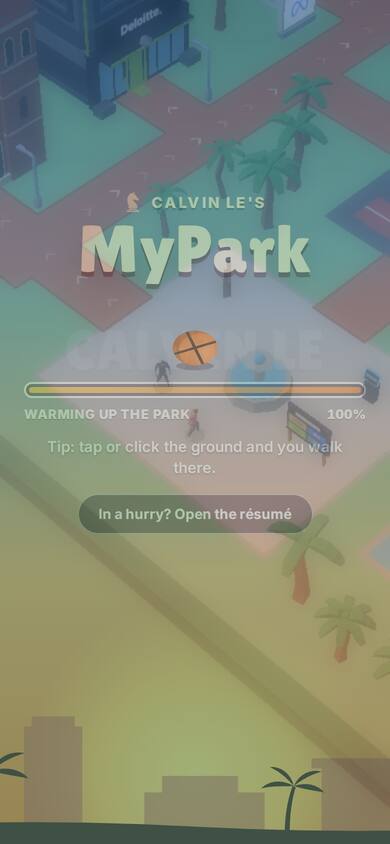 Deloitte.
CALVIN LE'S
MyPark
CALVIN LE
WARMING UP THE PARK
100%
Tip: tap or click the ground and you walk
there.
In a hurry? Open the résumé